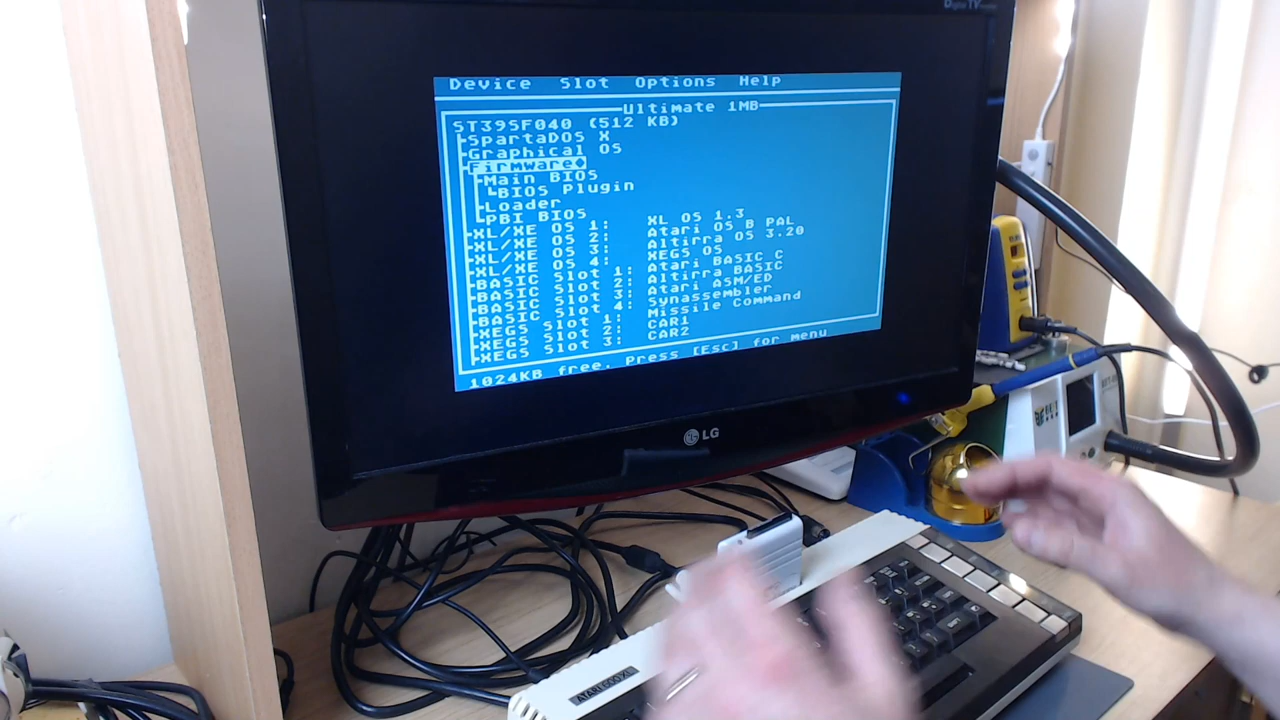 Digital TV
Device Slot Options Help
Ultimate 1MB
ST39SF040 (512 KB)
SpartaDOS X
Graphical OS
Firmware
Main BIOS
BIOS Plugin
Loader
PBI BIOS
XL/XE OS 1: XL OS 1.3
XL/XE OS 2: Atari OS B PAL
XL/XE OS 3: Altirra OS 3.20
XL/XE OS 4: XEGS OS
BASIC Slot 1: Atari BASIC C
BASIC Slot 2: Altirra BASIC
BASIC Slot 3: Atari ASM/ED
BASIC Slot 4: Synassembler
XEGS Slot 1: Missile Command
XEGS Slot 2: CAR1
XEGS Slot 3: CAR2
1024KB free. Press [Esc] for menu
LG
ATARI 600XL